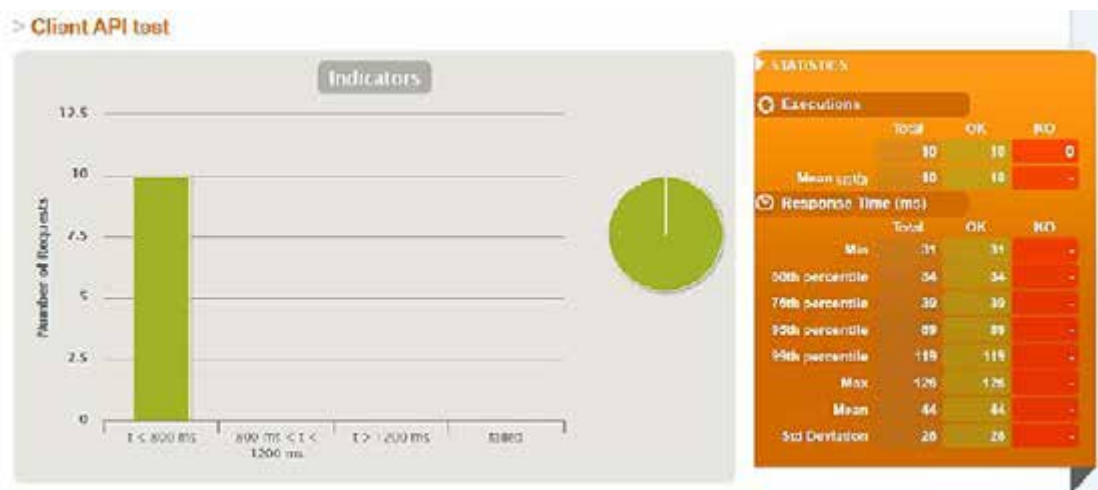 > Client API test
Indicators
12.5
10
7.5
5
2.5
0
Number of Requests
t < 800 ms
800 ms < t <
1200 ms
t > 1200 ms
failed
STATISTICS
Executions
Total OK KO
10 10 0
Mean req/s 10 10 -
Response Time (ms)
Total OK KO
Min 31 31 -
50th percentile 34 34 -
75th percentile 39 39 -
95th percentile 89 89 -
99th percentile 119 119 -
Max 126 126 -
Mean 44 44 -
Std Deviation 28 28 -